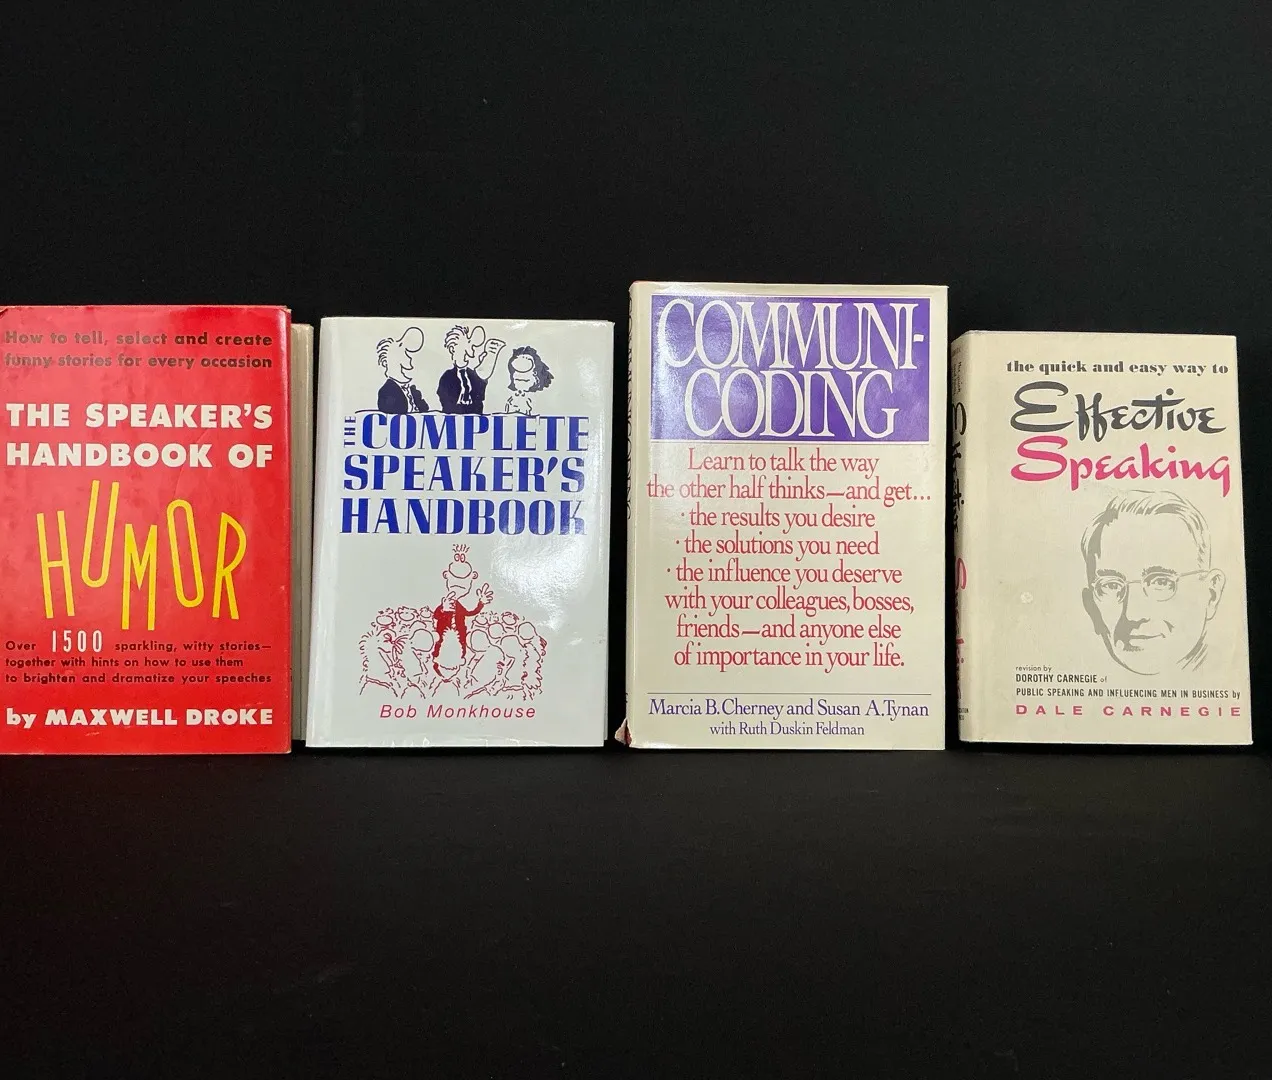 How to tell, select and create
funny stories for every occasion
THE SPEAKER'S
HANDBOOK OF
HUMOR
Over 1500 sparkling, witty stories—
together with hints on how to use them
to brighten and dramatize your speeches
by MAXWELL DROKE
THE COMPLETE
SPEAKER'S
HANDBOOK
Bob Monkhouse
COMMUNI-
CODING
Learn to talk the way
the other half thinks—and get...
· the results you desire
· the solutions you need
· the influence you deserve
with your colleagues, bosses,
friends—and anyone else
of importance in your life.
Marcia B. Cherney and Susan A. Tynan
with Ruth Duskin Feldman
the quick and easy way to
Effective
Speaking
revision by
DOROTHY CARNEGIE of
PUBLIC SPEAKING AND INFLUENCING MEN IN BUSINESS by
DALE CARNEGIE